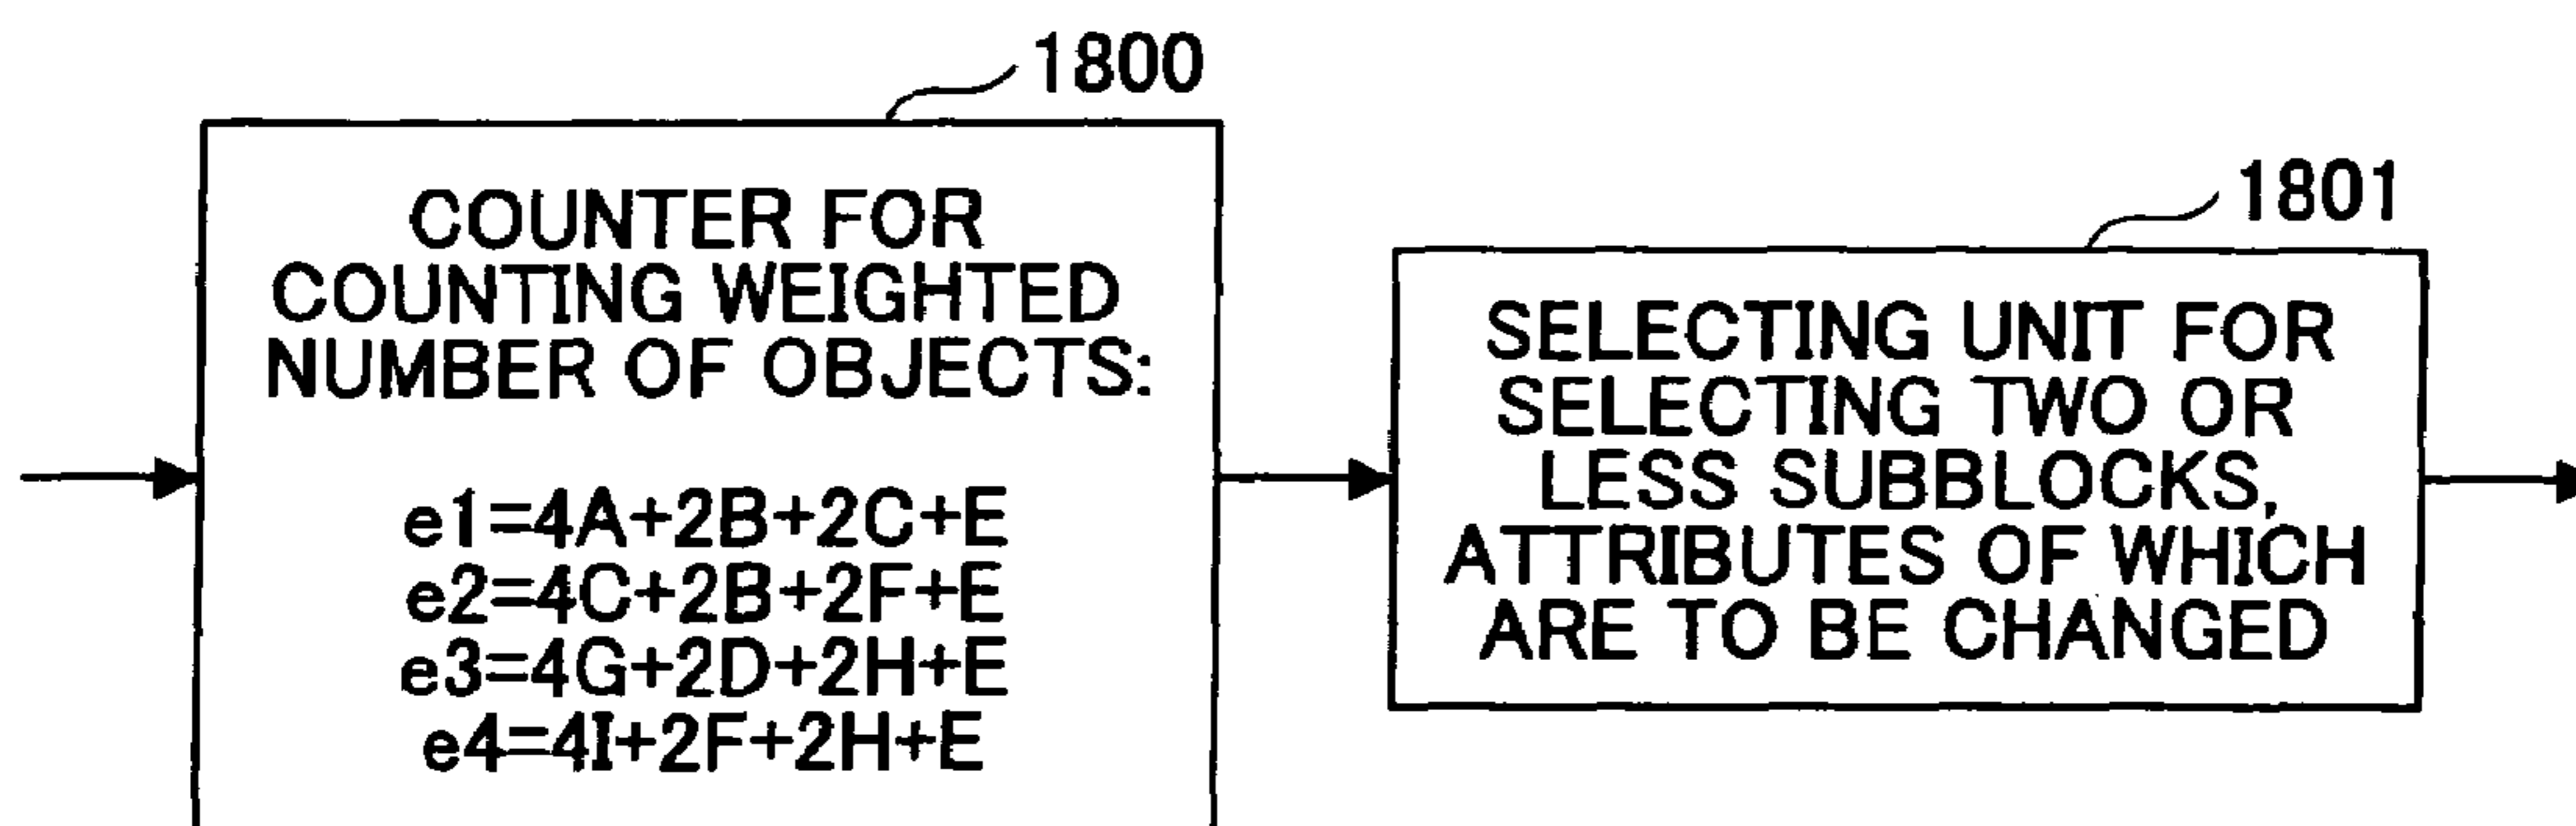 1800
COUNTER FOR
COUNTING WEIGHTED
NUMBER OF OBJECTS:
e1=4A+2B+2C+E
e2=4C+2B+2F+E
e3=4G+2D+2H+E
e4=4I+2F+2H+E
1801
SELECTING UNIT FOR
SELECTING TWO OR
LESS SUBBLOCKS,
ATTRIBUTES OF WHICH
ARE TO BE CHANGED